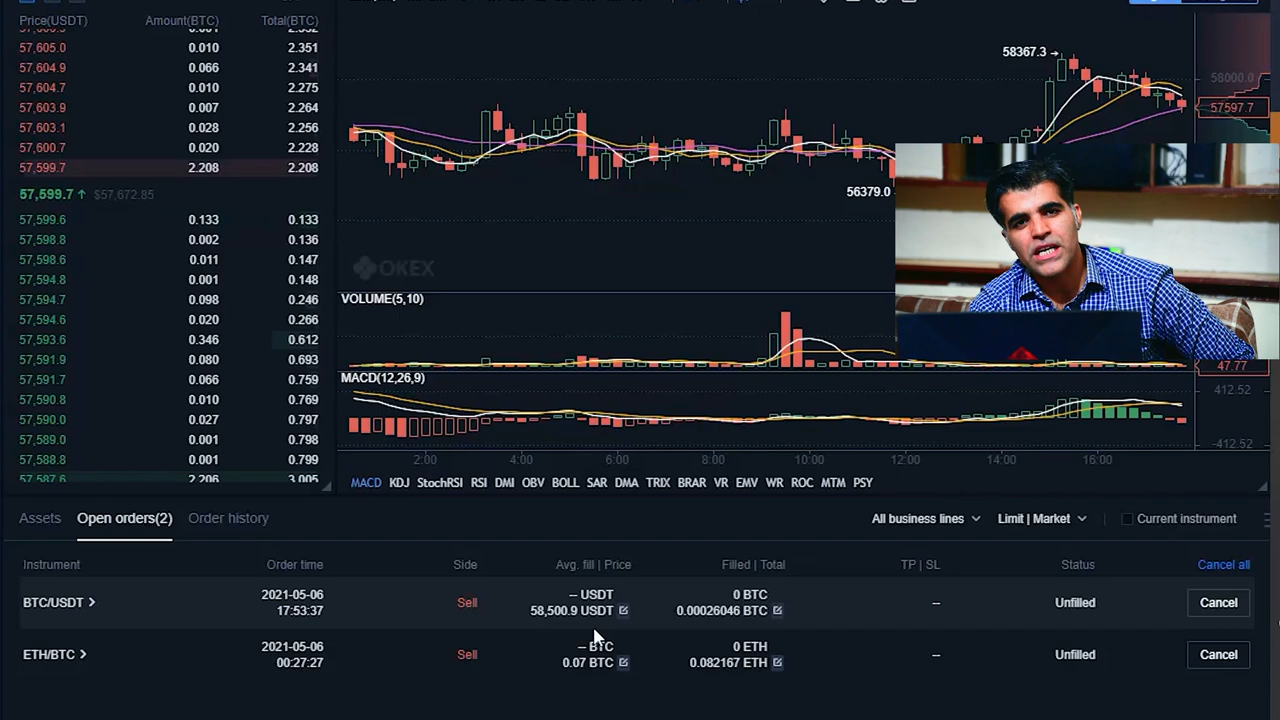 Price(USDT) Amount(BTC) Total(BTC)
57,605.0 0.010 2.351
57,604.9 0.066 2.341
57,604.7 0.010 2.275
57,603.9 0.007 2.264
57,603.1 0.028 2.256
57,600.7 0.020 2.228
57,599.7 2.208 2.208
57,599.7 ↑ $57,672.85
57,599.6 0.133 0.133
57,598.8 0.002 0.136
57,598.6 0.011 0.147
57,594.8 0.001 0.148
57,594.7 0.098 0.246
57,594.6 0.020 0.266
57,593.6 0.346 0.612
57,591.9 0.080 0.693
57,591.7 0.066 0.759
57,590.8 0.010 0.769
57,590.0 0.027 0.797
57,589.0 0.001 0.798
57,588.8 0.001 0.799
57,587.6 2.206 3.005
58367.3
58000.0
57597.7
56379.0
OKEX
VOLUME(5,10)
47.77
MACD(12,26,9)
412.52
-412.52
2:00 4:00 6:00 8:00 10:00 12:00 14:00 16:00
MACD KDJ StochRSI RSI DMI OBV BOLL SAR DMA TRIX BRAR VR EMV WR ROC MTM PSY
Assets Open orders(2) Order history All business lines Limit | Market Current instrument
Instrument Order time Side Avg. fill | Price Filled | Total TP | SL Status Cancel all
BTC/USDT 2021-05-06 17:53:37 Sell -- USDT 58,500.9 USDT 0 BTC 0.00026046 BTC -- Unfilled Cancel
ETH/BTC 2021-05-06 00:27:27 Sell -- BTC 0.07 BTC 0 ETH 0.082167 ETH -- Unfilled Cancel